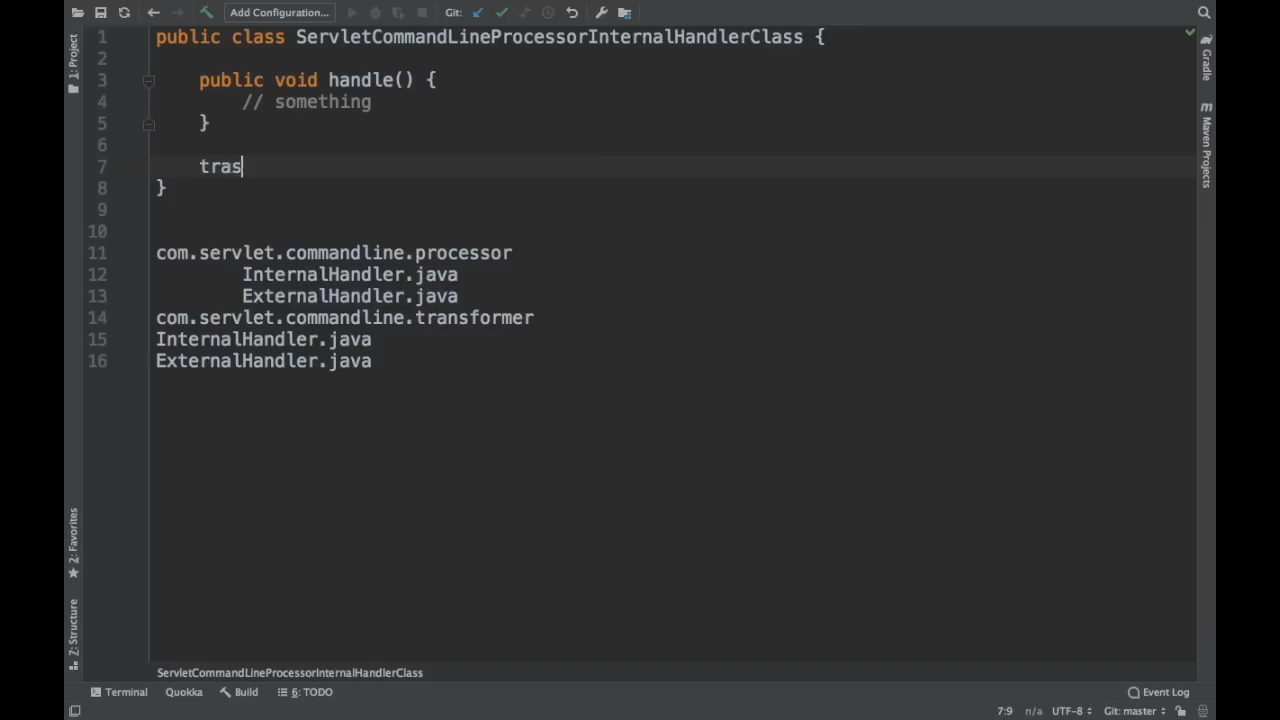 Add Configuration...
Git:
1 public class ServletCommandLineProcessorInternalHandlerClass {
2
3 public void handle() {
4 // something
5 }
6
7 tras
8 }
9
10
11 com.servlet.commandline.processor
12 InternalHandler.java
13 ExternalHandler.java
14 com.servlet.commandline.transformer
15 InternalHandler.java
16 ExternalHandler.java
1: Project
2: Favorites
Z: Structure
Gradle
m
Maven Projects
ServletCommandLineProcessorInternalHandlerClass
Terminal Quokka Build 6: TODO Event Log
7:9 n/a UTF-8 Git: master